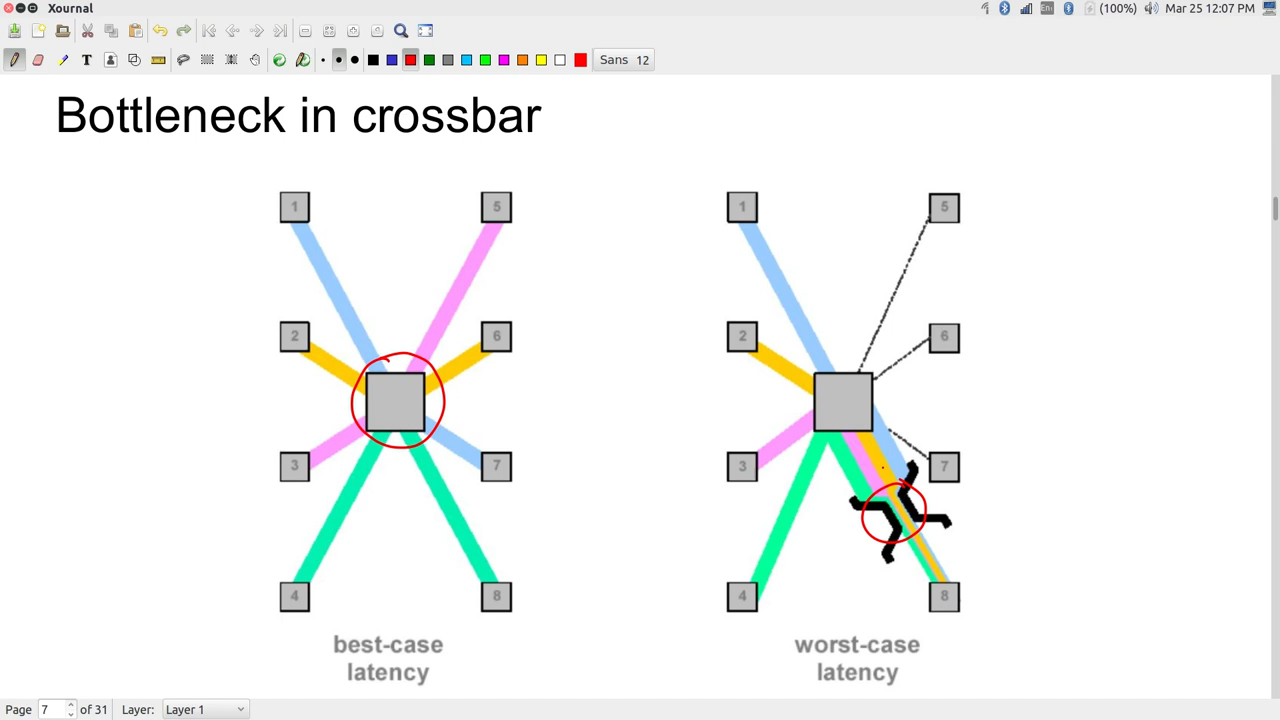 Xournal
En
(100%)
Mar 25 12:07 PM
T
Sans 12
Bottleneck in crossbar
1
5
1
5
2
6
2
6
3
7
3
7
4
8
4
8
best-case
latency
worst-case
latency
Page 7 of 31 Layer: Layer 1